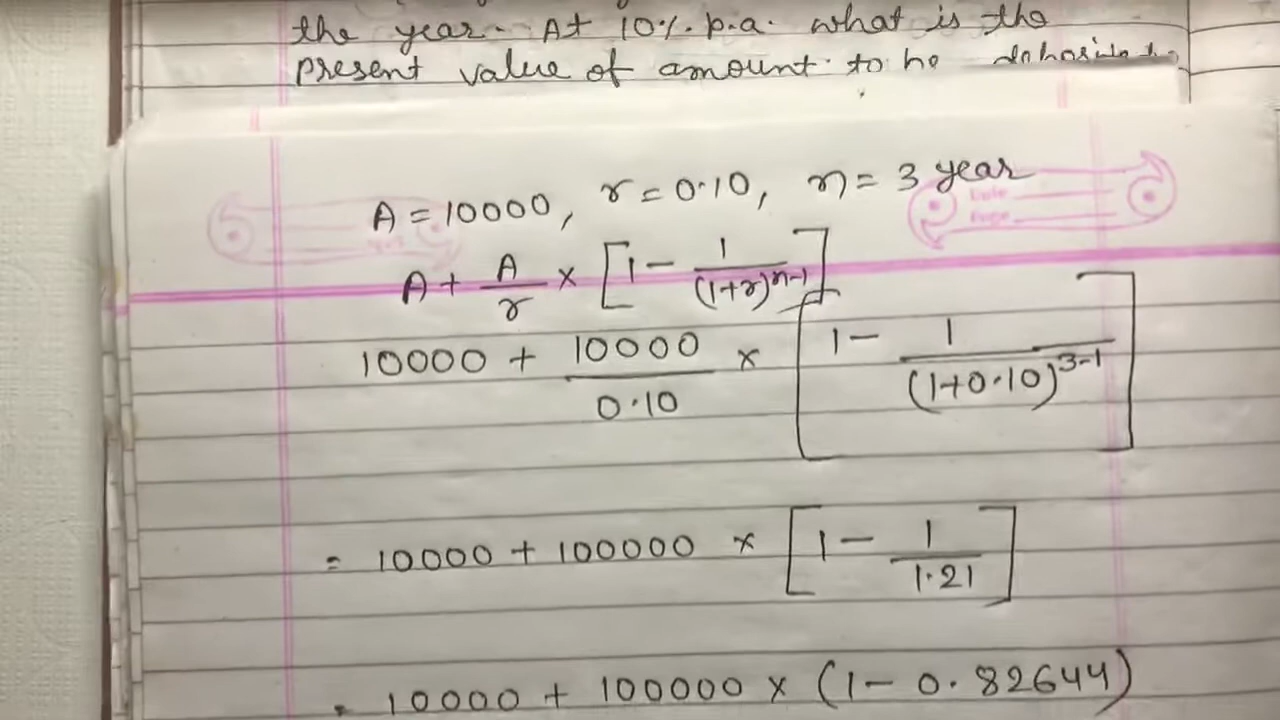 the year. At 10%. p.a. what is the
present value of amount to be
A = 10000, r = 0.10, n = 3 year
A + A/r × [1 - 1/(1+r)^n-1]
10000 + 10000/0.10 × [1 - 1/(1+0.10)^3-1]
= 10000 + 100000 × [1 - 1/1.21]
= 10000 + 100000 × (1 - 0.82644)